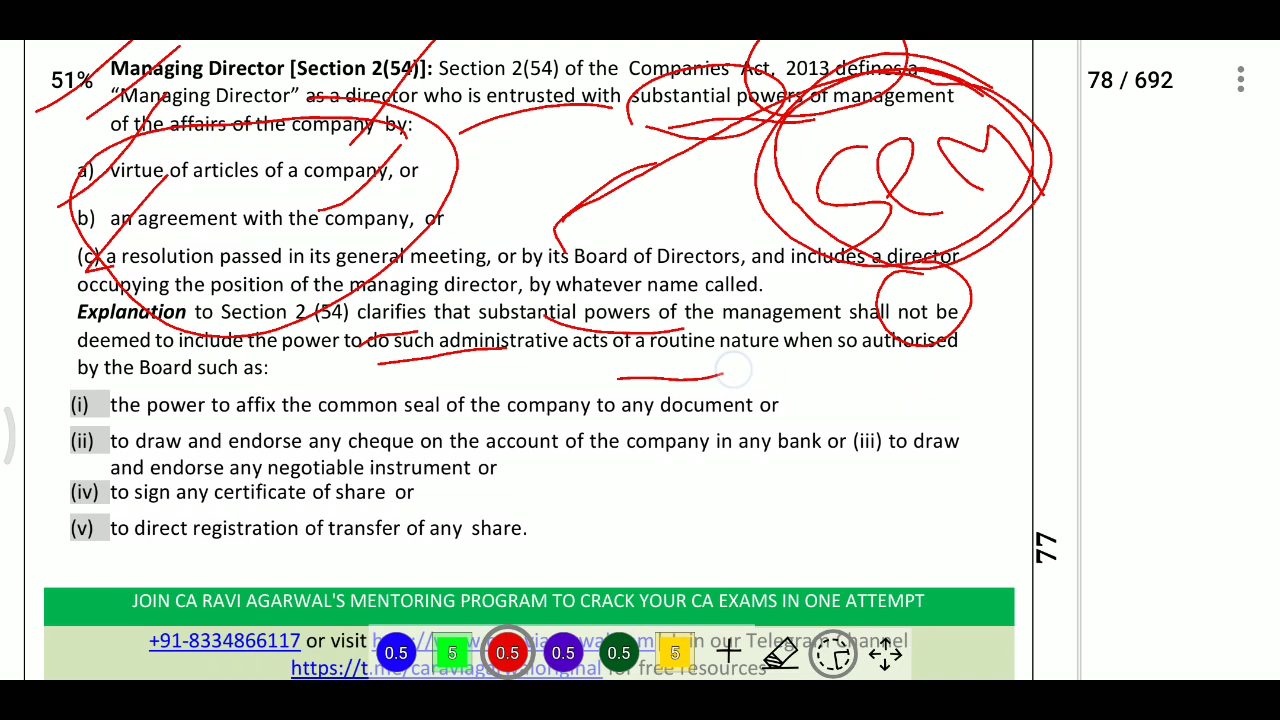 51%
78 / 692
Managing Director [Section 2(54)]: Section 2(54) of the Companies Act, 2013 defines a
“Managing Director” as a director who is entrusted with substantial powers of management
of the affairs of the company by:
a) virtue of articles of a company, or
b) an agreement with the company, or
(c) a resolution passed in its general meeting, or by its Board of Directors, and includes a director
occupying the position of the managing director, by whatever name called.
Explanation to Section 2 (54) clarifies that substantial powers of the management shall not be
deemed to include the power to do such administrative acts of a routine nature when so authorised
by the Board such as:
(i) the power to affix the common seal of the company to any document or
(ii) to draw and endorse any cheque on the account of the company in any bank or (iii) to draw
and endorse any negotiable instrument or
(iv) to sign any certificate of share or
(v) to direct registration of transfer of any share.
77
JOIN CA RAVI AGARWAL'S MENTORING PROGRAM TO CRACK YOUR CA EXAMS IN ONE ATTEMPT
+91-8334866117 or visit
our Telegram Channel
for free resources
0.5 5 0.5 0.5 0.5 5